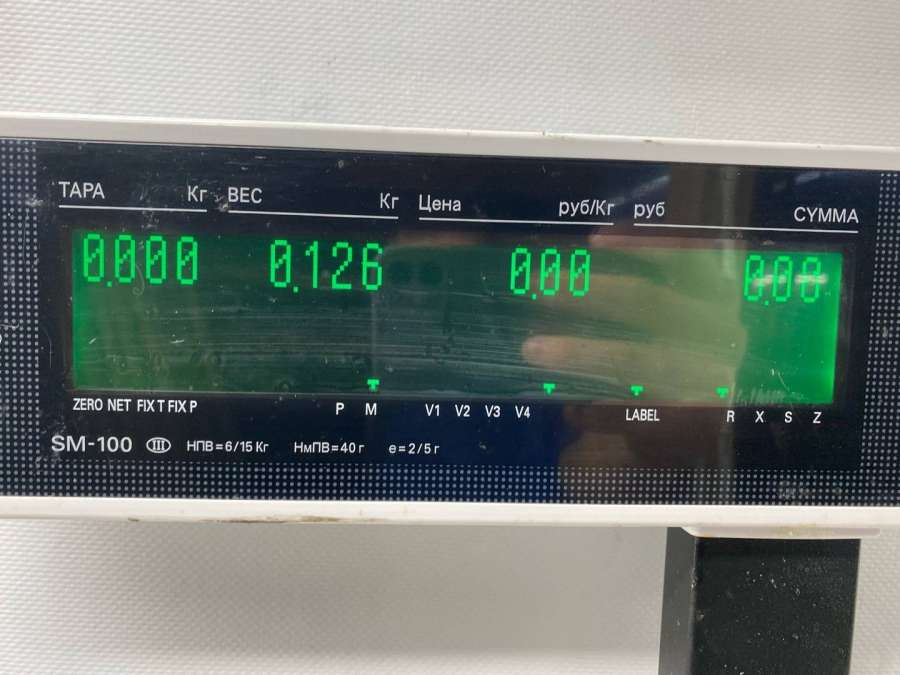 ТАРА Кг ВЕС Кг Цена руб/Кг руб СУММА
0.000 0.126 0.00 0.00
ZERO NET FIX T FIX P P M V1 V2 V3 V4 LABEL R X S Z
SM-100 III НПВ=6/15 Кг НмПВ=40 г e=2/5 г